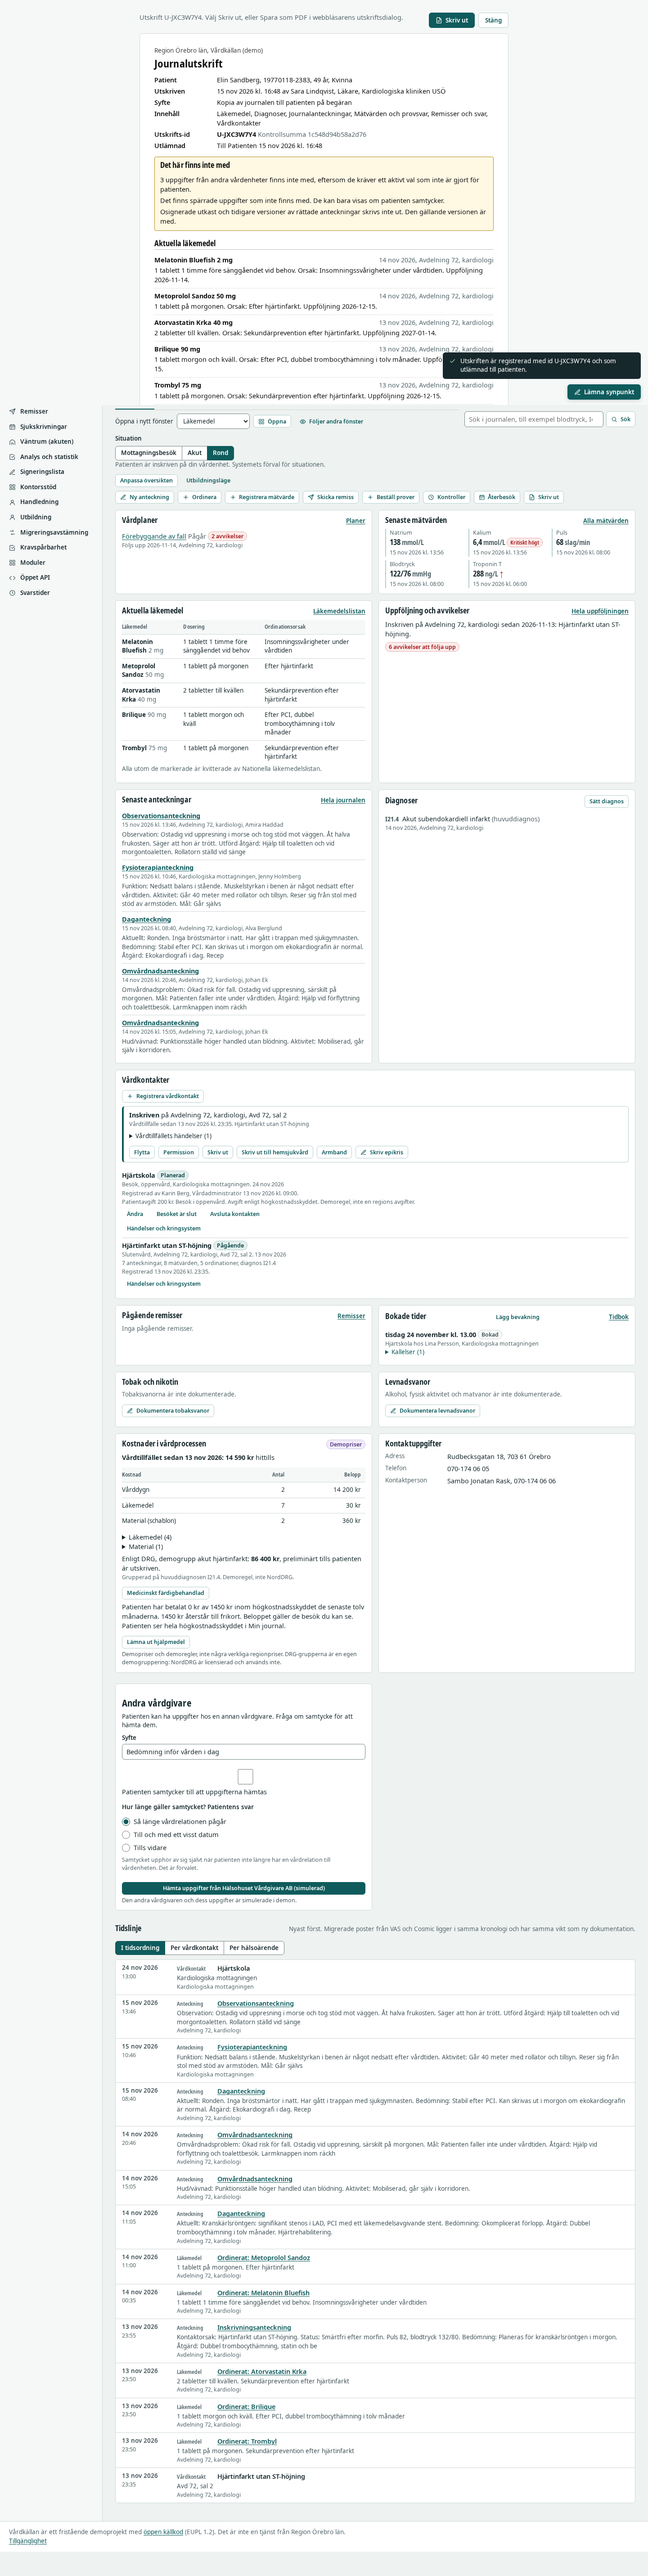 Utskrift U-JXC3W7Y4. Välj Skriv ut, eller Spara som PDF i webbläsarens utskriftsdialog.
Skriv ut
Stäng
Region Örebro län, Vårdkällan (demo)
Journalutskrift
Patient Elin Sandberg, 19770118-2383, 49 år, Kvinna
Utskriven 15 nov 2026 kl. 16:48 av Sara Lindqvist, Läkare, Kardiologiska kliniken USÖ
Syfte Kopia av journalen till patienten på begäran
Innehåll Läkemedel, Diagnoser, Journalanteckningar, Mätvärden och provsvar, Remisser och svar,
Vårdkontakter
Utskrifts-id U-JXC3W7Y4 Kontrollsumma 1c548d94b58a2d76
Utlämnad Till Patienten 15 nov 2026 kl. 16:48
Det här finns inte med
3 uppgifter från andra vårdenheter finns inte med, eftersom de kräver ett aktivt val som inte är gjort för
patienten.
Det finns spärrade uppgifter som inte finns med. De kan bara visas om patienten samtycker.
Osignerade utkast och tidigare versioner av rättade anteckningar skrivs inte ut. Den gällande versionen är
med.
Aktuella läkemedel
Melatonin Bluefish 2 mg 14 nov 2026, Avdelning 72, kardiologi
1 tablett 1 timme före sänggåendet vid behov. Orsak: Insomningssvårigheter under vårdtiden. Uppföljning
2026-11-14.
Metoprolol Sandoz 50 mg 14 nov 2026, Avdelning 72, kardiologi
1 tablett på morgonen. Orsak: Efter hjärtinfarkt. Uppföljning 2026-12-15.
Atorvastatin Krka 40 mg 13 nov 2026, Avdelning 72, kardiologi
2 tabletter till kvällen. Orsak: Sekundärprevention efter hjärtinfarkt. Uppföljning 2027-01-14.
Brilique 90 mg 13 nov 2026, Avdelning 72, kardiologi
1 tablett morgon och kväll. Orsak: Efter PCI, dubbel trombocythämning i tolv månader.
15.
Trombyl 75 mg 13 nov 2026, Avdelning 72, kardiologi
1 tablett på morgonen. Orsak: Sekundärprevention efter hjärtinfarkt. Uppföljning 2026-12-15.
Utskriften är registrerad med id U-JXC3W7Y4 och som
utlämnad till patienten.
Lämna synpunkt
Remisser
Sjukskrivningar
Väntrum (akuten)
Analys och statistik
Signeringslista
Kontorsstöd
Handledning
Utbildning
Migreringsavstämning
Kravspårbarhet
Moduler
Öppet API
Svarstider
Öppna i nytt fönster
Läkemedel
Öppna
Följer andra fönster
Sök i journalen, till exempel blodtryck,
Sök
Situation
Mottagningsbesök
Akut
Rond
Patienten är inskriven på din vårdenhet. Systemets förval för situationen.
Anpassa översikten
Utbildningsläge
Ny anteckning
Ordinera
Registrera mätvärde
Skicka remiss
Beställ prover
Kontroller
Återbesök
Skriv ut
Vårdplaner
Planer
Förebyggande av fall Pågår 2 avvikelser
Följs upp 2026-11-14, Avdelning 72, kardiologi
Senaste mätvärden
Alla mätvärden
Natrium
138 mmol/L
15 nov 2026 kl. 13:56
Kalium
6,4 mmol/L Kritiskt högt
15 nov 2026 kl. 13:56
Puls
68 slag/min
15 nov 2026 kl. 08:00
Blodtryck
122/76 mmHg
15 nov 2026 kl. 08:00
Troponin T
288 ng/L ↑
15 nov 2026 kl. 06:00
Aktuella läkemedel
Läkemedelslistan
Läkemedel Dosering Ordinationsorsak
Melatonin Bluefish 2 mg 1 tablett 1 timme före sänggåendet vid behov Insomningssvårigheter under vårdtiden
Metoprolol Sandoz 50 mg 1 tablett på morgonen Efter hjärtinfarkt
Atorvastatin Krka 40 mg 2 tabletter till kvällen Sekundärprevention efter hjärtinfarkt
Brilique 90 mg 1 tablett morgon och kväll Efter PCI, dubbel trombocythämning i tolv månader
Trombyl 75 mg 1 tablett på morgonen Sekundärprevention efter hjärtinfarkt
Alla utom de markerade är kvitterade av Nationella läkemedelslistan.
Uppföljning och avvikelser
Hela uppföljningen
Inskriven på Avdelning 72, kardiologi sedan 2026-11-13: Hjärtinfarkt utan ST-
höjning.
6 avvikelser att följa upp
Senaste anteckningar
Hela journalen
Observationsanteckning
15 nov 2026 kl. 13:46, Avdelning 72, kardiologi, Amira Haddad
Observation: Ostadig vid uppresning i morse och tog stöd mot väggen. Åt halva
frukosten. Säger att hon är trött. Utförd åtgärd: Hjälp till toaletten och vid
morgontoaletten. Rollatorn ställd vid sänge
Fysioterapianteckning
15 nov 2026 kl. 10:46, Kardiologiska mottagningen, Jenny Holmberg
Funktion: Nedsatt balans i stående. Muskelstyrkan i benen är något nedsatt efter
vårdtiden. Aktivitet: Går 40 meter med rollator och tillsyn. Reser sig från stol med
stöd av armstöden. Mål: Går självs
Daganteckning
15 nov 2026 kl. 08:40, Avdelning 72, kardiologi, Alva Berglund
Aktuellt: Ronden. Inga bröstsmärtor i natt. Har gått i trappan med sjukgymnasten.
Bedömning: Stabil efter PCI. Kan skrivas ut i morgon om ekokardiografin är normal.
Åtgärd: Ekokardiografi i dag. Recep
Omvårdnadsanteckning
14 nov 2026 kl. 20:46, Avdelning 72, kardiologi, Johan Ek
Omvårdnadsproblem: Ökad risk för fall. Ostadig vid uppresning, särskilt på
morgonen. Mål: Patienten faller inte under vårdtiden. Åtgärd: Hjälp vid förflyttning
och toalettbesök. Larmknappen inom räckh
Omvårdnadsanteckning
14 nov 2026 kl. 15:05, Avdelning 72, kardiologi, Johan Ek
Hud/vävnad: Punktionsställe höger handled utan blödning. Aktivitet: Mobiliserad, går
själv i korridoren.
Diagnoser
Sätt diagnos
I21.4 Akut subendokardiell infarkt (huvuddiagnos)
14 nov 2026, Avdelning 72, kardiologi
Vårdkontakter
Registrera vårdkontakt
Inskriven på Avdelning 72, kardiologi, Avd 72, sal 2
Vårdtillfälle sedan 13 nov 2026 kl. 23:35. Hjärtinfarkt utan ST-höjning
Vårdtillfällets händelser (1)
Flytta
Permission
Skriv ut
Skriv ut till hemsjukvård
Armband
Skriv epikris
Hjärtskola Planerad
Besök, öppenvård, Kardiologiska mottagningen. 24 nov 2026
Registrerad av Karin Berg, Vårdadministratör 13 nov 2026 kl. 09:00.
Patientavgift 200 kr. Besök i öppenvård. Avgift enligt högkostnadsskyddet. Demoregel, inte en regions avgifter.
Ändra
Besöket är slut
Avsluta kontakten
Händelser och kringsystem
Hjärtinfarkt utan ST-höjning Pågående
Slutenvård, Avdelning 72, kardiologi, Avd 72, sal 2. 13 nov 2026
7 anteckningar, 8 mätvärden, 5 ordinationer, diagnos I21.4
Registrerad 13 nov 2026 kl. 23:35.
Händelser och kringsystem
Pågående remisser
Remisser
Inga pågående remisser.
Bokade tider
Lägg bevakning
Tidbok
tisdag 24 november kl. 13.00 Bokad
Hjärtskola hos Lina Persson, Kardiologiska mottagningen
Kallelser (1)
Tobak och nikotin
Tobaksvanorna är inte dokumenterade.
Dokumentera tobaksvanor
Levnadsvanor
Alkohol, fysisk aktivitet och matvanor är inte dokumenterade.
Dokumentera levnadsvanor
Kostnader i vårdprocessen
Demopriser
Vårdtillfället sedan 13 nov 2026: 14 590 kr hittills
Kostnad Antal Belopp
Vårddygn 2 14 200 kr
Läkemedel 7 30 kr
Material (schablon) 2 360 kr
Läkemedel (4)
Material (1)
Enligt DRG, demogrupp akut hjärtinfarkt: 86 400 kr, preliminärt tills patienten
är utskriven.
Grupperad på huvuddiagnosen I21.4. Demoregel, inte NordDRG.
Medicinskt färdigbehandlad
Patienten har betalat 0 kr av 1450 kr inom högkostnadsskyddet de senaste tolv
månaderna. 1450 kr återstår till frikort. Beloppet gäller de besök du kan se.
Patienten ser hela högkostnadsskyddet i Min journal.
Lämna ut hjälpmedel
Demopriser och demoregler, inte några verkliga regionpriser. DRG-grupperna är en egen
demogruppering: NordDRG är licensierad och används inte.
Kontaktuppgifter
Adress Rudbecksgatan 18, 703 61 Örebro
Telefon 070-174 06 05
Kontaktperson Sambo Jonatan Rask, 070-174 06 06
Andra vårdgivare
Patienten kan ha uppgifter hos en annan vårdgivare. Fråga om samtycke för att
hämta dem.
Syfte
Bedömning inför vården i dag
Patienten samtycker till att uppgifterna hämtas
Hur länge gäller samtycket? Patientens svar
Så länge vårdrelationen pågår
Till och med ett visst datum
Tills vidare
Samtycket upphör av sig självt när patienten inte längre har en vårdrelation till
vårdenheten. Det är förvalet.
Hämta uppgifter från Hälsohuset Vårdgivare AB (simulerad)
Den andra vårdgivaren och dess uppgifter är simulerade i demon.
Tidslinje
Nyast först. Migrerade poster från VAS och Cosmic ligger i samma kronologi och har samma vikt som ny dokumentation.
I tidsordning
Per vårdkontakt
Per hälsoärende
24 nov 2026 Vårdkontakt Hjärtskola
13:00 Kardiologiska mottagningen
Kardiologiska mottagningen
15 nov 2026 Anteckning Observationsanteckning
13:46 Observation: Ostadig vid uppresning i morse och tog stöd mot väggen. Åt halva frukosten. Säger att hon är trött. Utförd åtgärd: Hjälp till toaletten och vid
morgontoaletten. Rollatorn ställd vid sänge
Avdelning 72, kardiologi
15 nov 2026 Anteckning Fysioterapianteckning
10:46 Funktion: Nedsatt balans i stående. Muskelstyrkan i benen är något nedsatt efter vårdtiden. Aktivitet: Går 40 meter med rollator och tillsyn. Reser sig från
stol med stöd av armstöden. Mål: Går självs
Kardiologiska mottagningen
15 nov 2026 Anteckning Daganteckning
08:40 Aktuellt: Ronden. Inga bröstsmärtor i natt. Har gått i trappan med sjukgymnasten. Bedömning: Stabil efter PCI. Kan skrivas ut i morgon om ekokardiografin
är normal. Åtgärd: Ekokardiografi i dag. Recep
Avdelning 72, kardiologi
14 nov 2026 Anteckning Omvårdnadsanteckning
20:46 Omvårdnadsproblem: Ökad risk för fall. Ostadig vid uppresning, särskilt på morgonen. Mål: Patienten faller inte under vårdtiden. Åtgärd: Hjälp vid
förflyttning och toalettbesök. Larmknappen inom räckh
Avdelning 72, kardiologi
14 nov 2026 Anteckning Omvårdnadsanteckning
15:05 Hud/vävnad: Punktionsställe höger handled utan blödning. Aktivitet: Mobiliserad, går själv i korridoren.
Avdelning 72, kardiologi
14 nov 2026 Anteckning Daganteckning
11:05 Aktuellt: Kranskärlsröntgen: signifikant stenos i LAD, PCI med ett läkemedelsavgivande stent. Bedömning: Okomplicerat förlopp. Åtgärd: Dubbel
trombocythämning i tolv månader. Hjärtrehabilitering.
Avdelning 72, kardiologi
14 nov 2026 Läkemedel Ordinerat: Metoprolol Sandoz
11:00 1 tablett på morgonen. Efter hjärtinfarkt
Avdelning 72, kardiologi
14 nov 2026 Läkemedel Ordinerat: Melatonin Bluefish
00:35 1 tablett 1 timme före sänggåendet vid behov. Insomningssvårigheter under vårdtiden
Avdelning 72, kardiologi
13 nov 2026 Anteckning Inskrivningsanteckning
23:55 Kontaktorsak: Hjärtinfarkt utan ST-höjning. Status: Smärtfri efter morfin. Puls 82, blodtryck 132/80. Bedömning: Planeras för kranskärlsröntgen i morgon.
Åtgärd: Dubbel trombocythämning, statin och be
Avdelning 72, kardiologi
13 nov 2026 Läkemedel Ordinerat: Atorvastatin Krka
23:50 2 tabletter till kvällen. Sekundärprevention efter hjärtinfarkt
Avdelning 72, kardiologi
13 nov 2026 Läkemedel Ordinerat: Brilique
23:50 1 tablett morgon och kväll. Efter PCI, dubbel trombocythämning i tolv månader
Avdelning 72, kardiologi
13 nov 2026 Läkemedel Ordinerat: Trombyl
23:50 1 tablett på morgonen. Sekundärprevention efter hjärtinfarkt
Avdelning 72, kardiologi
13 nov 2026 Vårdkontakt Hjärtinfarkt utan ST-höjning
23:35 Avd 72, sal 2
Avdelning 72, kardiologi
Vårdkällan är ett fristående demoprojekt med öppen källkod (EUPL 1.2). Det är inte en tjänst från Region Örebro län.
Tillgänglighet